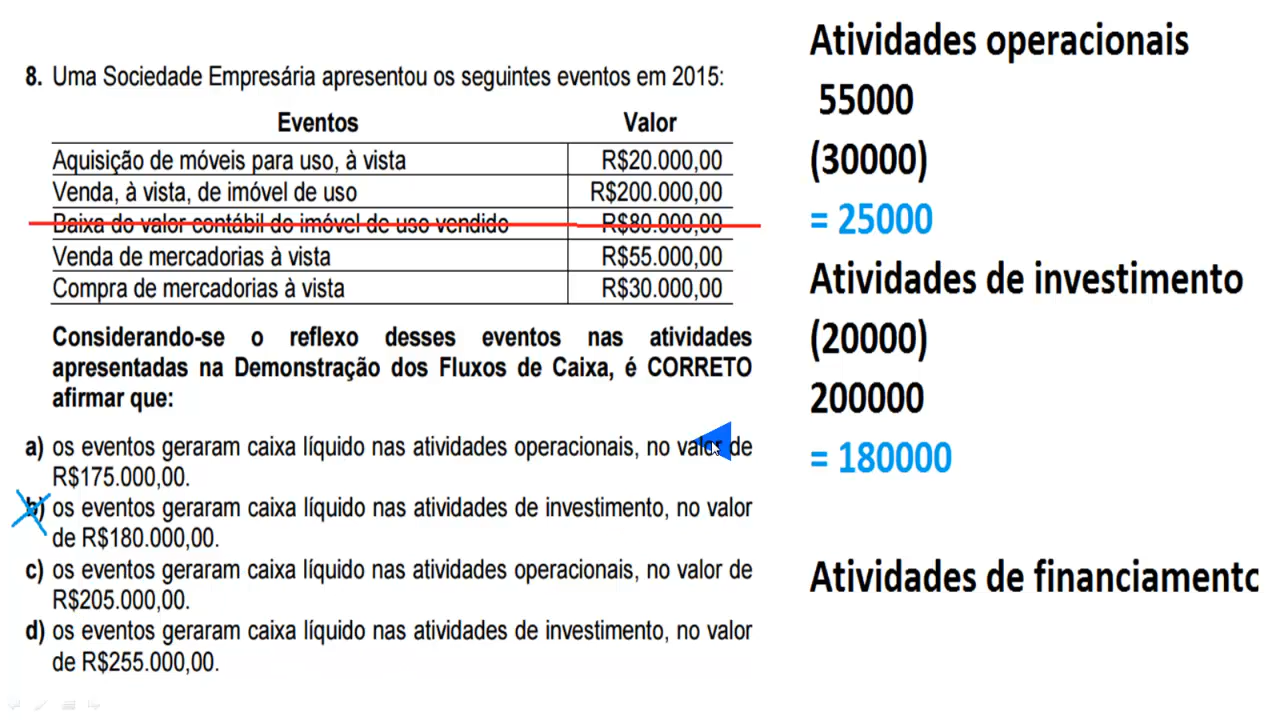 8. Uma Sociedade Empresária apresentou os seguintes eventos em 2015:
Eventos Valor
Aquisição de móveis para uso, à vista R$20.000,00
Venda, à vista, de imóvel de uso R$200.000,00
Baixa do valor contábil do imóvel de uso vendido R$80.000,00
Venda de mercadorias à vista R$55.000,00
Compra de mercadorias à vista R$30.000,00
Considerando-se o reflexo desses eventos nas atividades
apresentadas na Demonstração dos Fluxos de Caixa, é CORRETO
afirmar que:
a) os eventos geraram caixa líquido nas atividades operacionais, no valor de
R$175.000,00.
b) os eventos geraram caixa líquido nas atividades de investimento, no valor
de R$180.000,00.
c) os eventos geraram caixa líquido nas atividades operacionais, no valor de
R$205.000,00.
d) os eventos geraram caixa líquido nas atividades de investimento, no valor
de R$255.000,00.
Atividades operacionais
55000
(30000)
= 25000
Atividades de investimento
(20000)
200000
= 180000
Atividades de financiamento